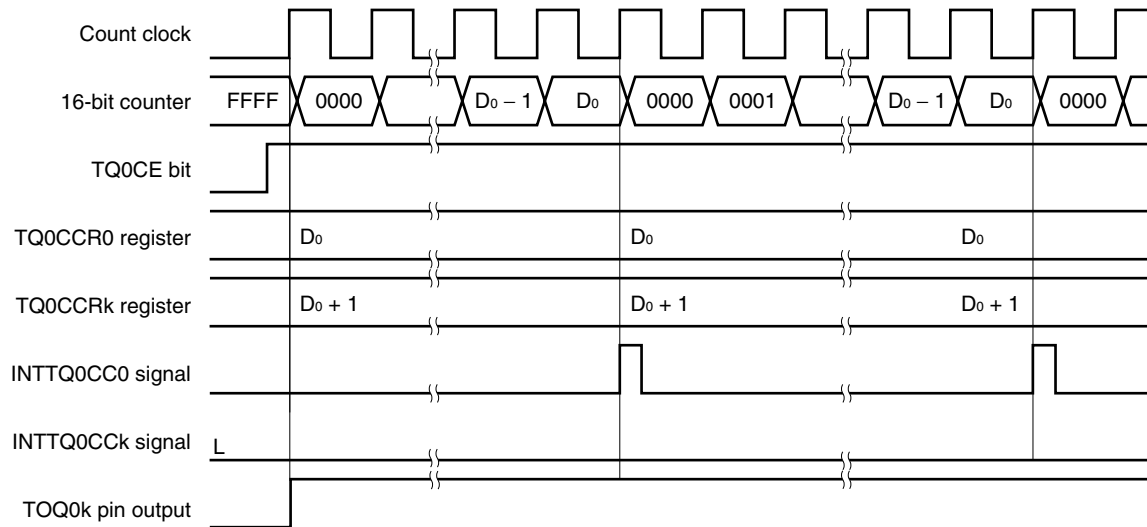 Count clock
16-bit counter FFFF 0000 D₀ − 1 D₀ 0000 0001 D₀ − 1 D₀ 0000
TQ0CE bit
TQ0CCR0 register D₀ D₀ D₀
TQ0CCRk register D₀ + 1 D₀ + 1 D₀ + 1
INTTQ0CC0 signal
INTTQ0CCk signal L
TOQ0k pin output